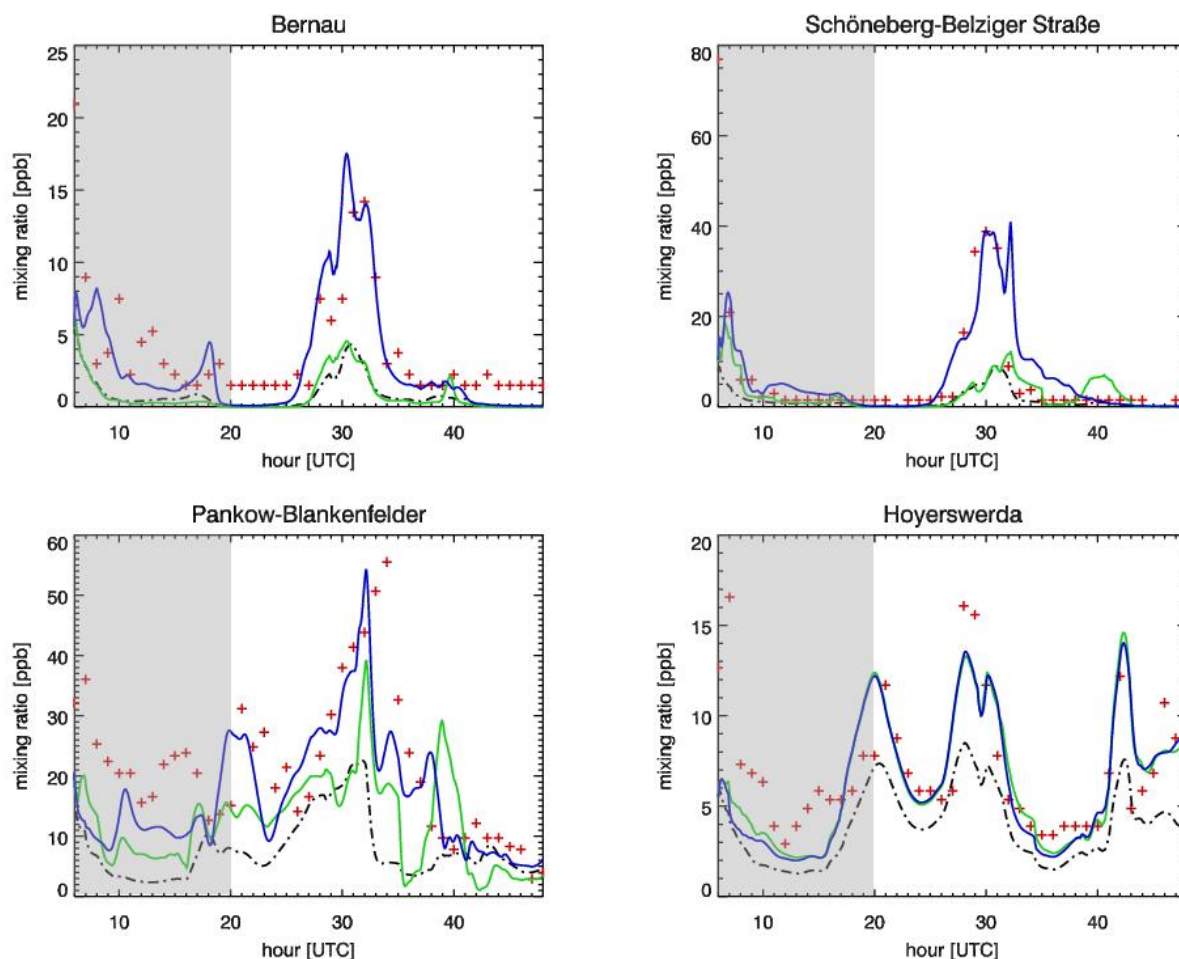 Bernau
25
20
15
10
5
0
mixing ratio [ppb]
10 20 30 40
hour [UTC]
Schöneberg-Belziger Straße
80
60
40
20
0
mixing ratio [ppb]
10 20 30 40
hour [UTC]
Pankow-Blankenfelder
60
50
40
30
20
10
0
mixing ratio [ppb]
10 20 30 40
hour [UTC]
Hoyerswerda
20
15
10
5
0
mixing ratio [ppb]
10 20 30 40
hour [UTC]